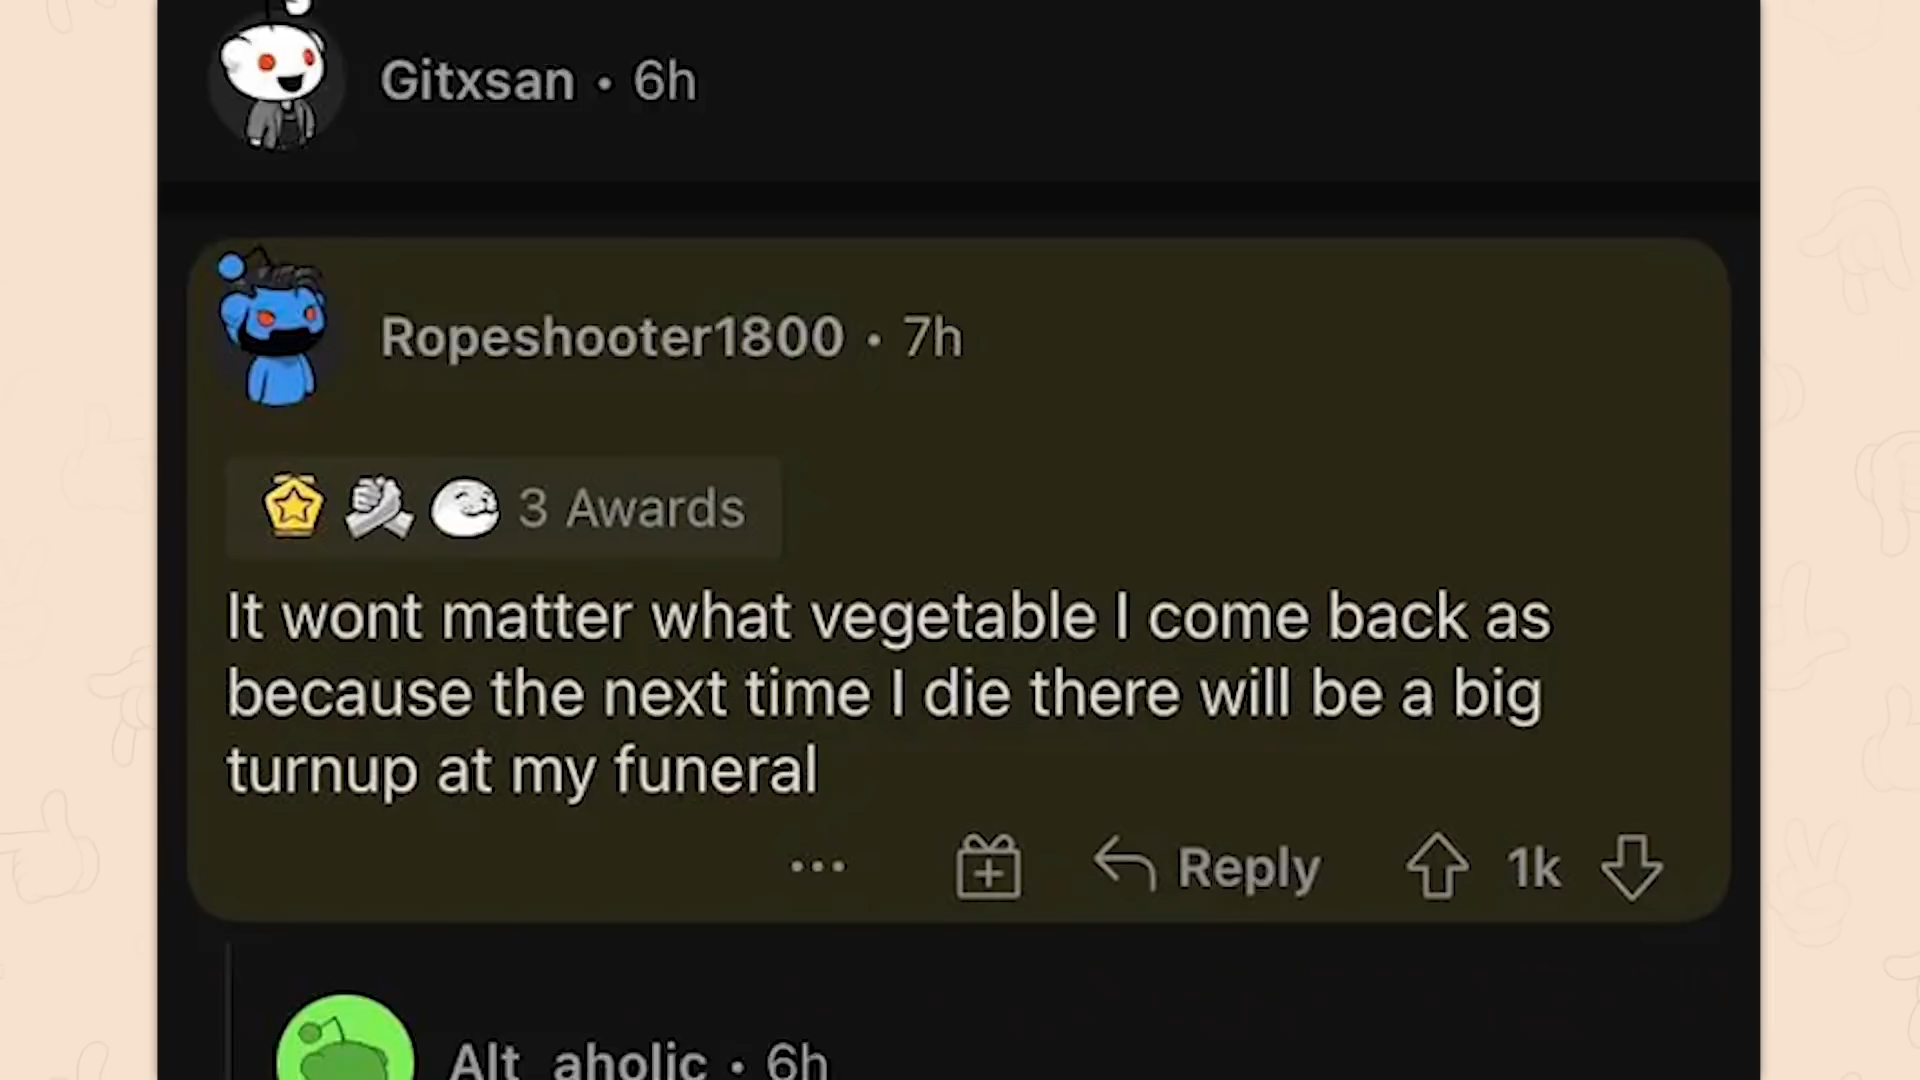 Gitxsan • 6h
Ropeshooter1800 • 7h
3 Awards
It wont matter what vegetable I come back as
because the next time I die there will be a big
turnup at my funeral
Reply 1k
Alt_aholic • 6h